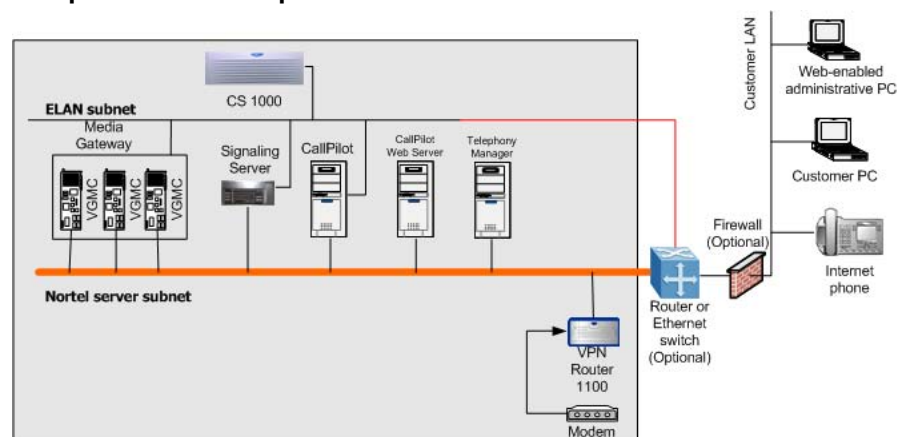 CS 1000
ELAN subnet
Media
Gateway
VGMC
VGMC
VGMC
Signaling
Server
CallPilot
CallPilot
Web Server
Telephony
Manager
Nortel server subnet
VPN
Router
1100
Modem
Router or
Ethernet
switch
(Optional)
Firewall
(Optional)
Customer LAN
Web-enabled
administrative PC
Customer PC
Internet
phone